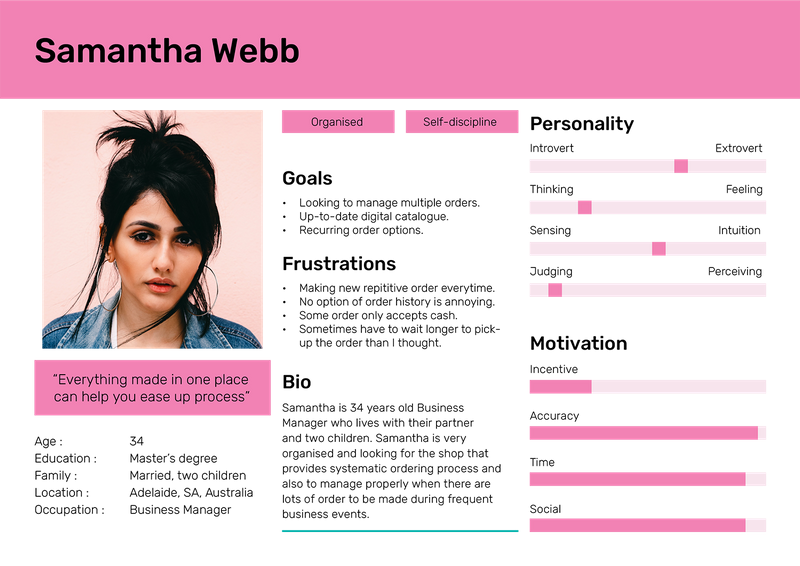 Samantha Webb
“Everything made in one place
can help you ease up process”
Age : 34
Education : Master’s degree
Family : Married, two children
Location : Adelaide, SA, Australia
Occupation : Business Manager
Organised
Self-discipline
Goals
• Looking to manage multiple orders.
• Up-to-date digital catalogue.
• Recurring order options.
Frustrations
• Making new repititive order everytime.
• No option of order history is annoying.
• Some order only accepts cash.
• Sometimes have to wait longer to pick-
up the order than I thought.
Bio
Samantha is 34 years old Business
Manager who lives with their partner
and two children. Samantha is very
organised and looking for the shop that
provides systematic ordering process and
also to manage properly when there are
lots of order to be made during frequent
business events.
Personality
Introvert Extrovert
Thinking Feeling
Sensing Intuition
Judging Perceiving
Motivation
Incentive
Accuracy
Time
Social